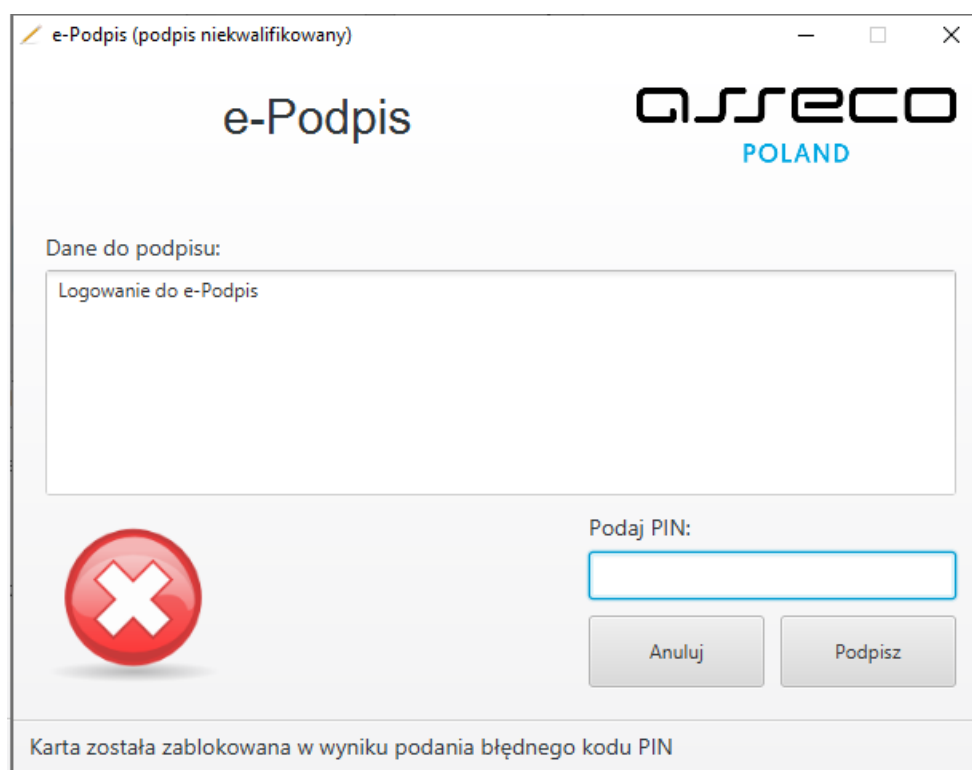 e-Podpis (podpis niekwalifikowany)
e-Podpis
asseco
POLAND
Dane do podpisu:
Logowanie do e-Podpis
Podaj PIN:
Anuluj
Podpisz
Karta została zablokowana w wyniku podania błędnego kodu PIN